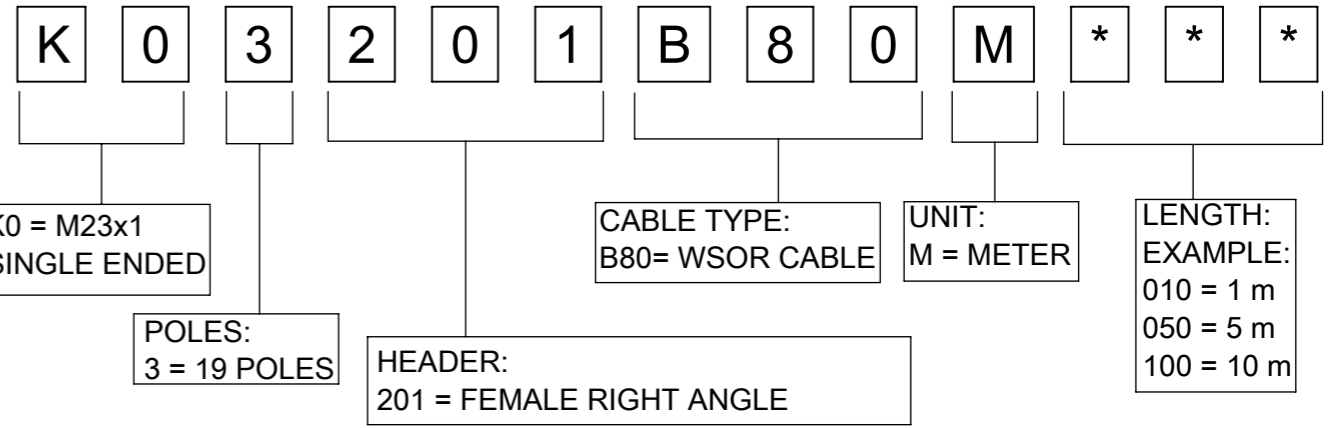 K 0 3 2 0 1 B 8 0 M * * *
K0 = M23x1
SINGLE ENDED
POLES:
3 = 19 POLES
HEADER:
201 = FEMALE RIGHT ANGLE
CABLE TYPE:
B80= WSOR CABLE
UNIT:
M = METER
LENGTH:
EXAMPLE:
010 = 1 m
050 = 5 m
100 = 10 m